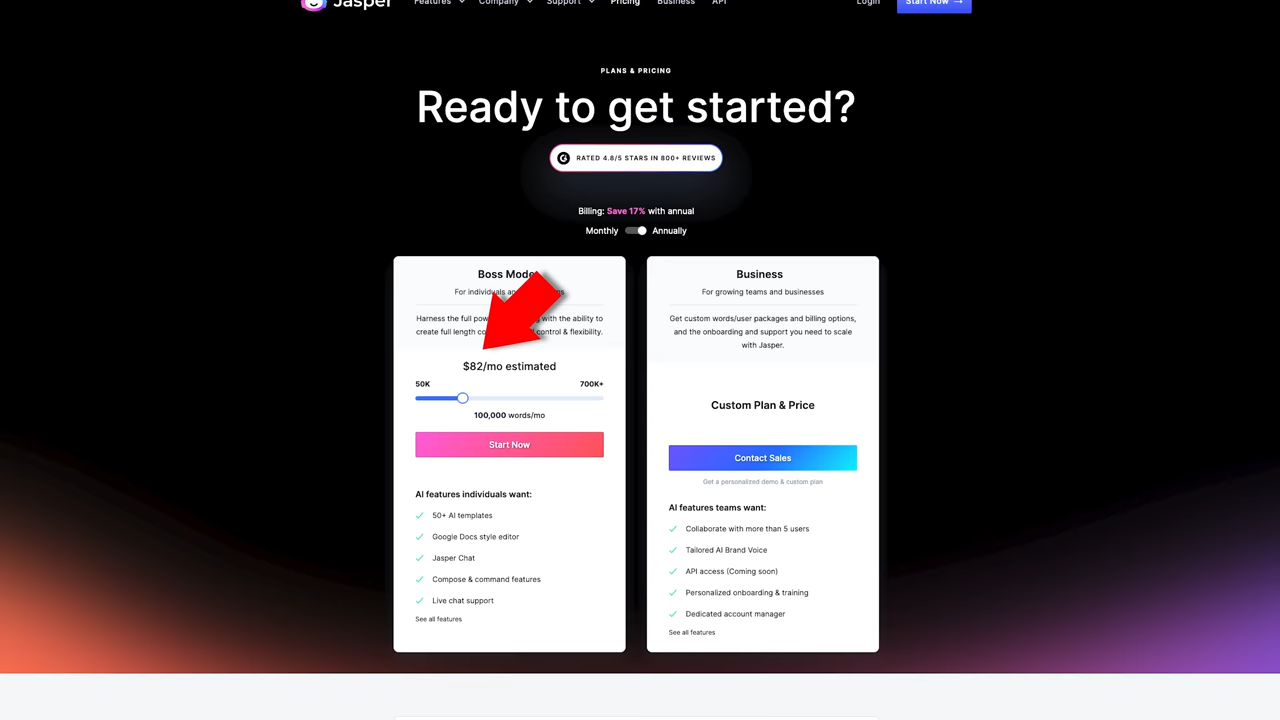 Jasper
Features
Company
Support
Pricing
Business
API
Login
Start Now →
PLANS & PRICING
Ready to get started?
RATED 4.8/5 STARS IN 800+ REVIEWS
Billing: Save 17% with annual
Monthly
Annually
Boss Mode
For individuals
Harness the full with the ability to
create full length control & flexibility.
$82/mo estimated
50K
700K+
100,000 words/mo
Start Now
AI features individuals want:
50+ AI templates
Google Docs style editor
Jasper Chat
Compose & command features
Live chat support
See all features
Business
For growing teams and businesses
Get custom words/user packages and billing options,
and the onboarding and support you need to scale
with Jasper.
Custom Plan & Price
Contact Sales
Get a personalized demo & custom plan
AI features teams want:
Collaborate with more than 5 users
Tailored AI Brand Voice
API access (Coming soon)
Personalized onboarding & training
Dedicated account manager
See all features